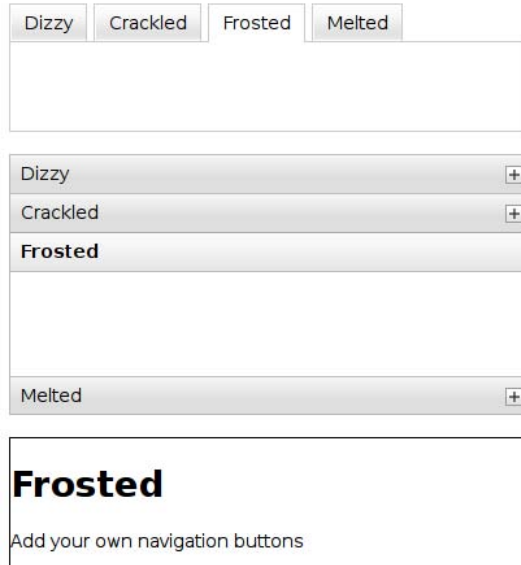 Dizzy Crackled Frosted Melted
Dizzy
Crackled
Frosted
Melted
Frosted
Add your own navigation buttons